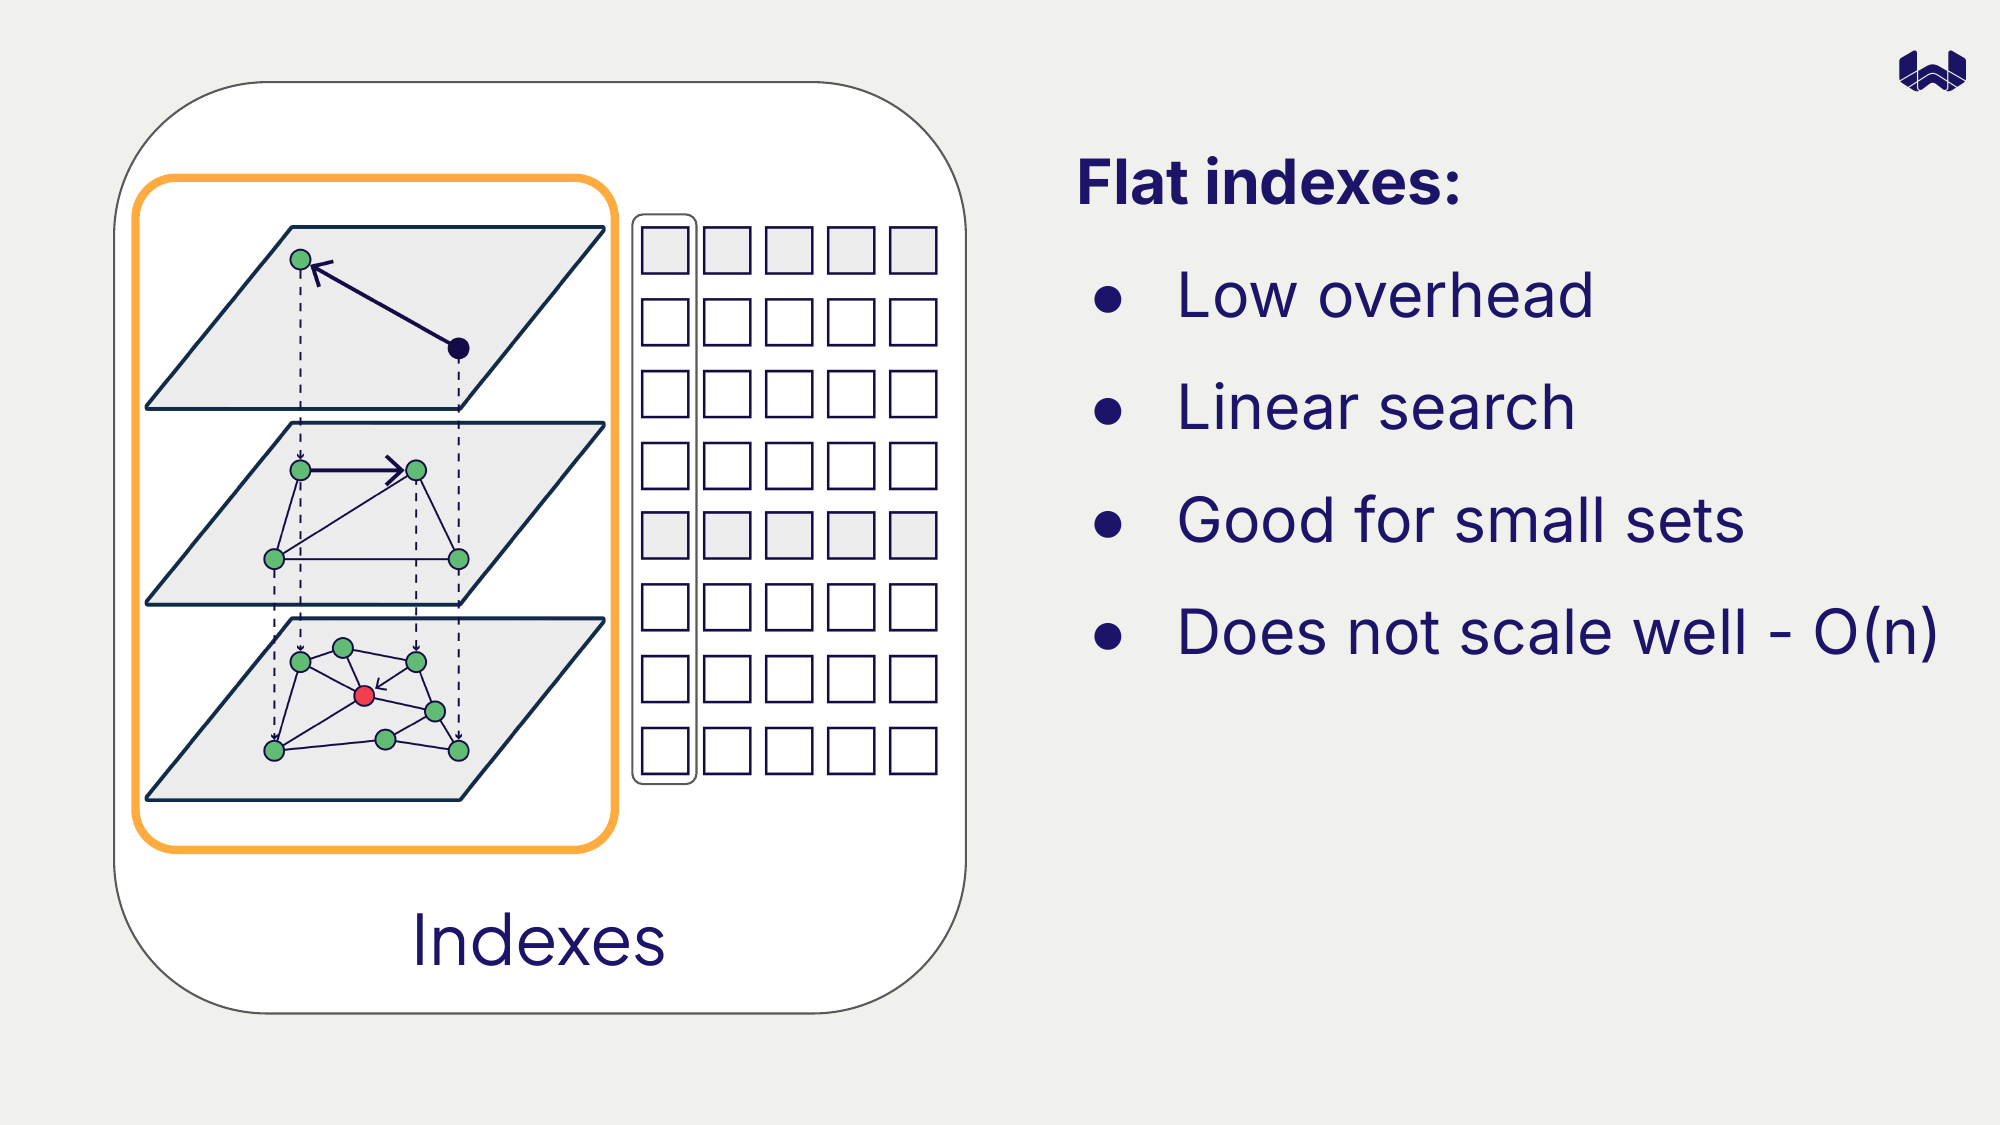 Flat indexes:
● Low overhead
● Linear search
● Good for small sets
● Does not scale well - O(n)
Indexes